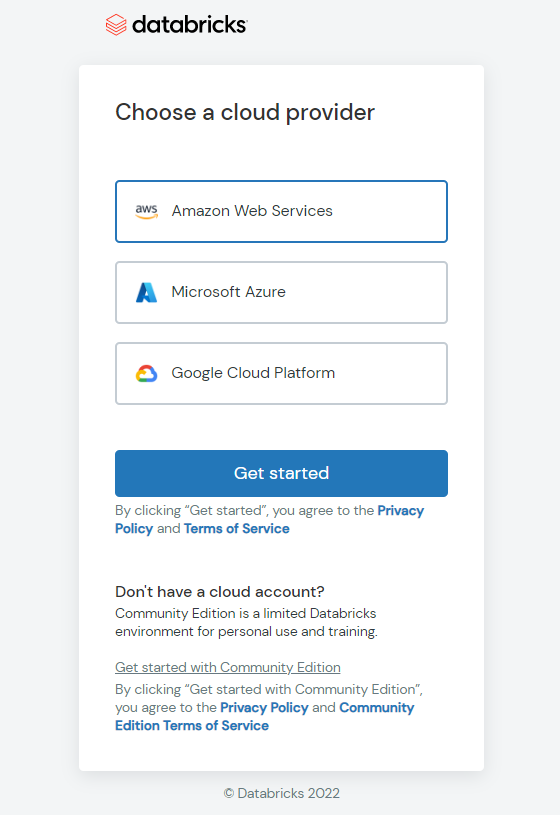 databricks
Choose a cloud provider
aws Amazon Web Services
Microsoft Azure
Google Cloud Platform
Get started
By clicking “Get started”, you agree to the Privacy
Policy and Terms of Service
Don't have a cloud account?
Community Edition is a limited Databricks
environment for personal use and training.
Get started with Community Edition
By clicking “Get started with Community Edition”,
you agree to the Privacy Policy and Community
Edition Terms of Service
© Databricks 2022